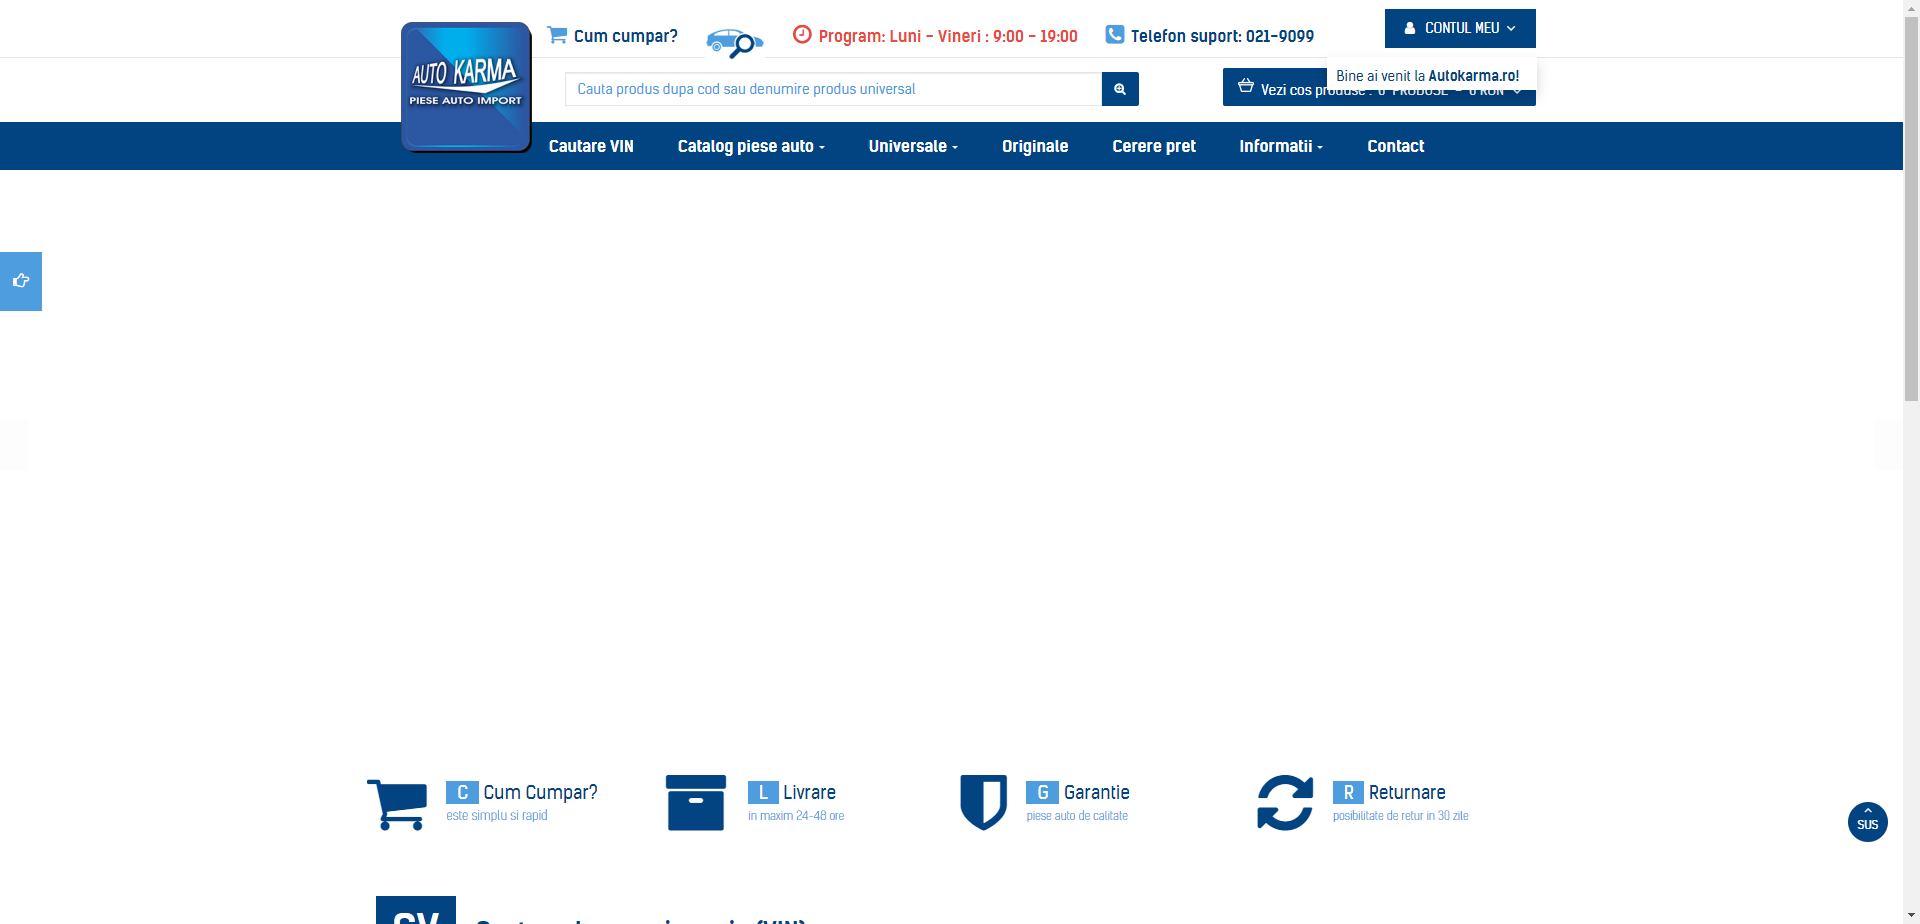 Cum cumpar?
Program: Luni - Vineri : 9:00 - 19:00
Telefon suport: 021-9099
CONTUL MEU
AUTO KARMA
PIESE AUTO IMPORT
Cauta produs dupa cod sau denumire produs universal
Bine ai venit la Autokarma.ro!
Vezi cos produse : 0 PRODUSE - 0 RON
Cautare VIN
Catalog piese auto
Universale
Originale
Cerere pret
Informatii
Contact
C Cum Cumpar?
este simplu si rapid
L Livrare
in maxim 24-48 ore
G Garantie
piese auto de calitate
R Returnare
posibilitate de retur in 30 zile
SUS
(VIN)